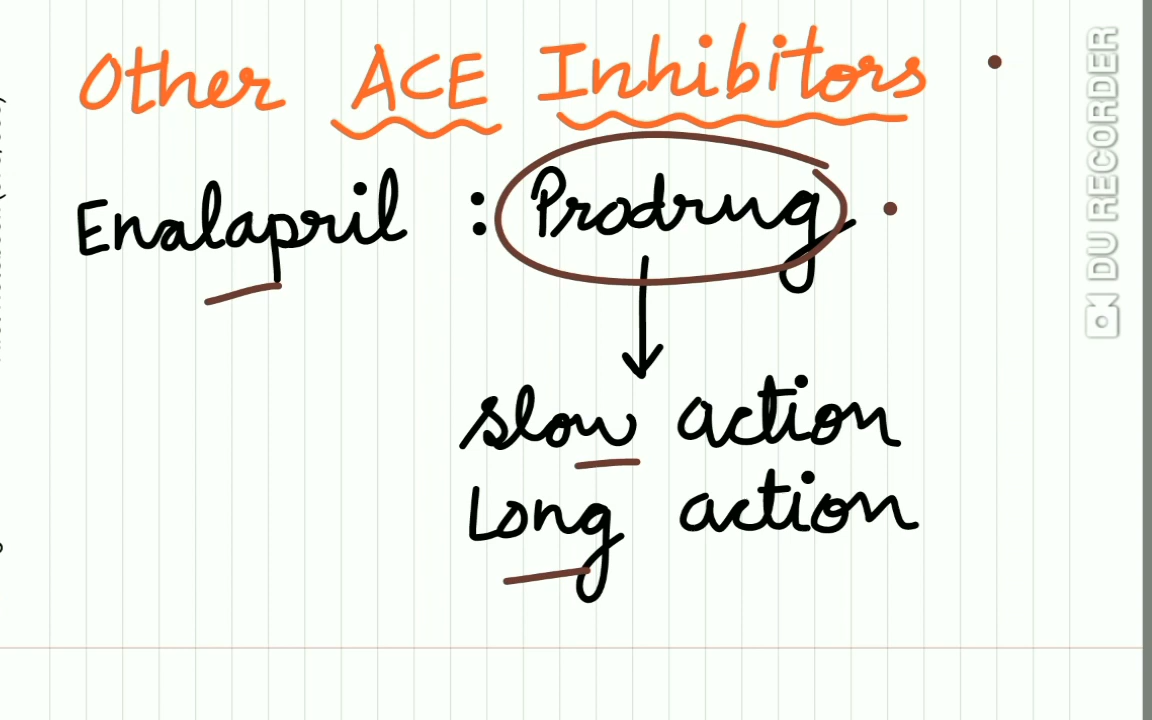 Other ACE Inhibitors
Enalapril : Prodrug
slow action
Long action
DU RECORDER